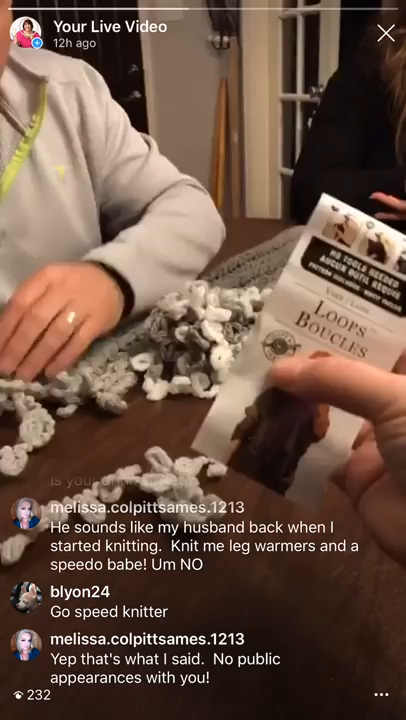 Your Live Video
12h ago
NO TOOLS NEEDED
AUCUN OUTIL REQUIS
YARN / LAINE
LOOPS
BOUCLES
melissa.colpittsames.1213
He sounds like my husband back when I
started knitting.  Knit me leg warmers and a
speedo babe! Um NO
blyon24
Go speed knitter
melissa.colpittsames.1213
Yep that's what I said.  No public
appearances with you!
232